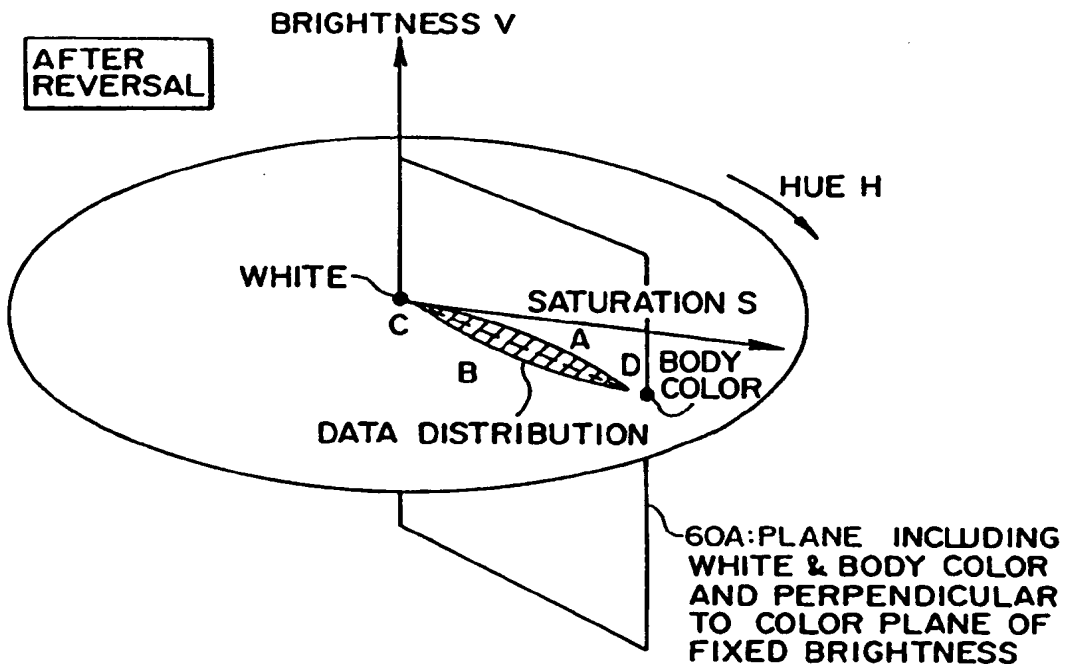 BRIGHTNESS V
AFTER
REVERSAL
HUE H
WHITE
SATURATION S
C
A
B
D
BODY
COLOR
DATA DISTRIBUTION
60A:PLANE INCLUDING
WHITE & BODY COLOR
AND PERPENDICULAR
TO COLOR PLANE OF
FIXED BRIGHTNESS